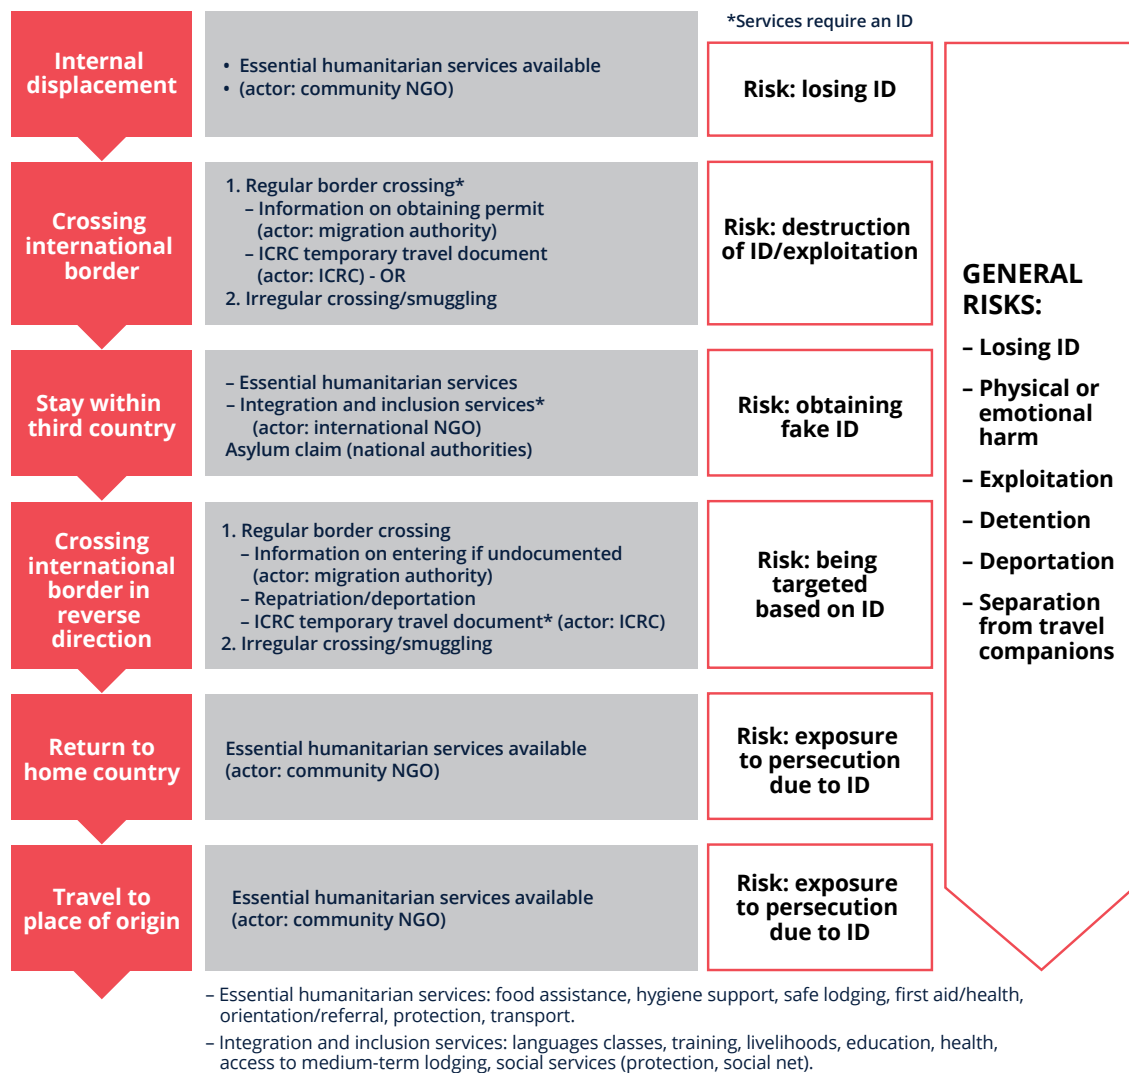 *Services require an ID
Internal
displacement
• Essential humanitarian services available
• (actor: community NGO)
Risk: losing ID
Crossing
international
border
1. Regular border crossing*
– Information on obtaining permit
(actor: migration authority)
– ICRC temporary travel document
(actor: ICRC) - OR
2. Irregular crossing/smuggling
Risk: destruction
of ID/exploitation
Stay within
third country
– Essential humanitarian services
– Integration and inclusion services*
(actor: international NGO)
Asylum claim (national authorities)
Risk: obtaining
fake ID
Crossing
international
border in
reverse
direction
1. Regular border crossing
– Information on entering if undocumented
(actor: migration authority)
– Repatriation/deportation
– ICRC temporary travel document* (actor: ICRC)
2. Irregular crossing/smuggling
Risk: being
targeted
based on ID
Return to
home country
Essential humanitarian services available
(actor: community NGO)
Risk: exposure
to persecution
due to ID
Travel to
place of origin
Essential humanitarian services available
(actor: community NGO)
Risk: exposure
to persecution
due to ID
GENERAL
RISKS:
– Losing ID
– Physical or
emotional
harm
– Exploitation
– Detention
– Deportation
– Separation
from travel
companions
– Essential humanitarian services: food assistance, hygiene support, safe lodging, first aid/health,
orientation/referral, protection, transport.
– Integration and inclusion services: languages classes, training, livelihoods, education, health,
access to medium-term lodging, social services (protection, social net).